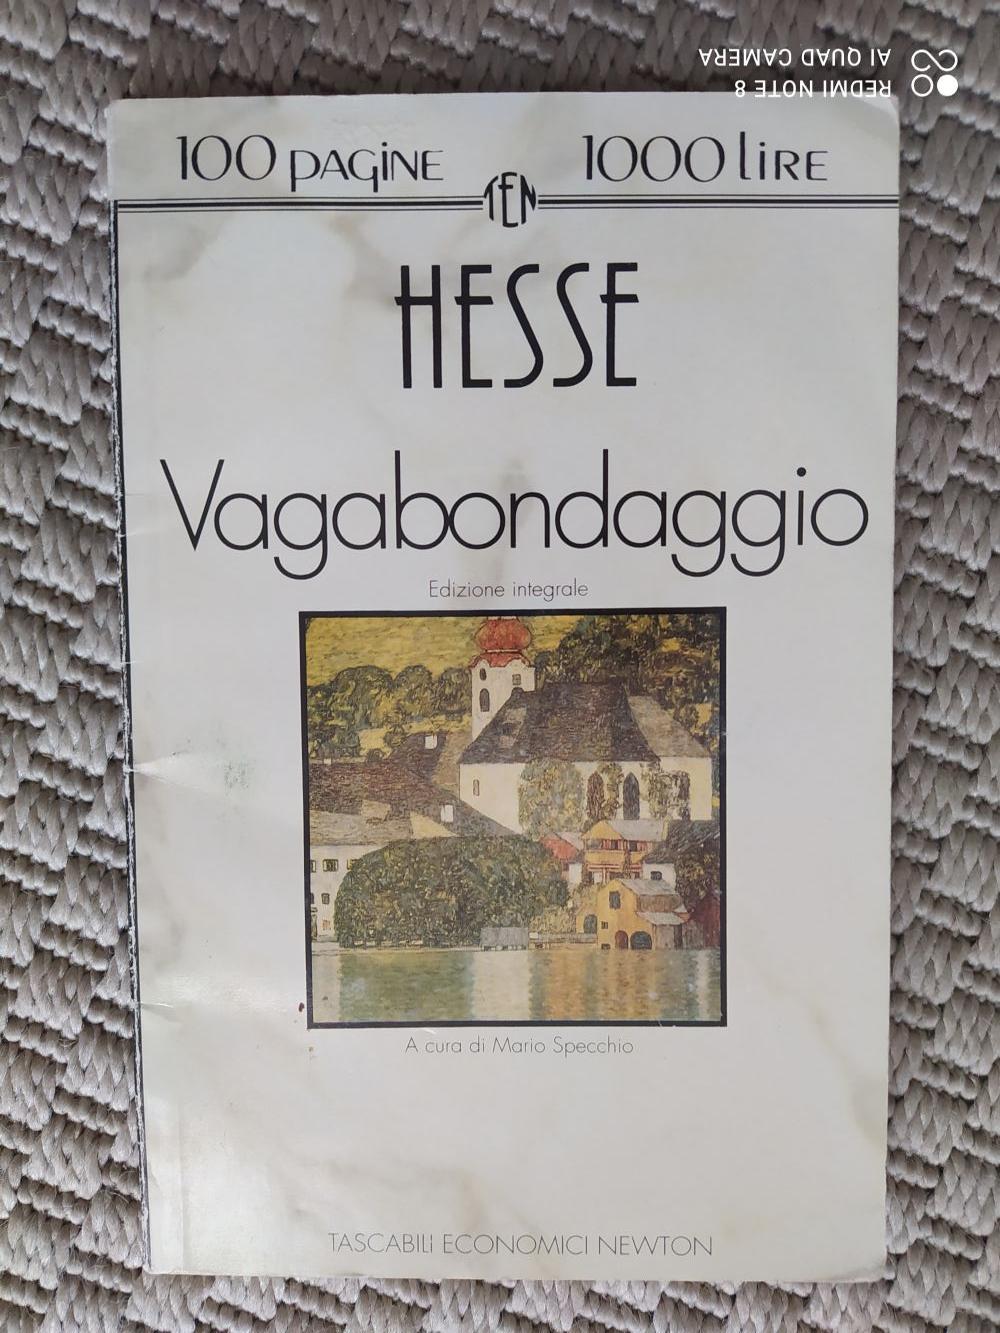 REDMI NOTE 8
AI QUAD CAMERA
100 PAGINE
1000 LIRE
TEN
HESSE
Vagabondaggio
Edizione integrale
A cura di Mario Specchio
TASCABILI ECONOMICI NEWTON